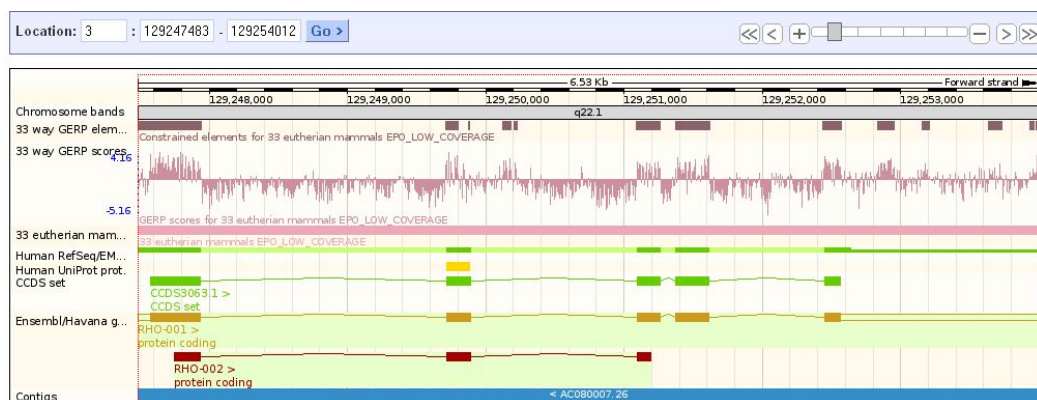 Location: 3 : 129247483 - 129254012 Go >
6.53 Kb Forward strand
129,248,000 129,249,000 129,250,000 129,251,000 129,252,000 129,253,000
Chromosome bands q22.1
33 way GERP elem...
Constrained elements for 33 eutherian mammals EPO_LOW_COVERAGE
33 way GERP scores
4.16
-5.16
GERP scores for 33 eutherian mammals EPO_LOW_COVERAGE
33 eutherian mam...
33 eutherian mammals EPO_LOW_COVERAGE
Human RefSeq/EM...
Human UniProt prot.
CCDS set
CCDS3063.1 >
CCDS set
Ensembl/Havana g...
RHO-001 >
protein coding
RHO-002 >
protein coding
Contigs < AC080007.26